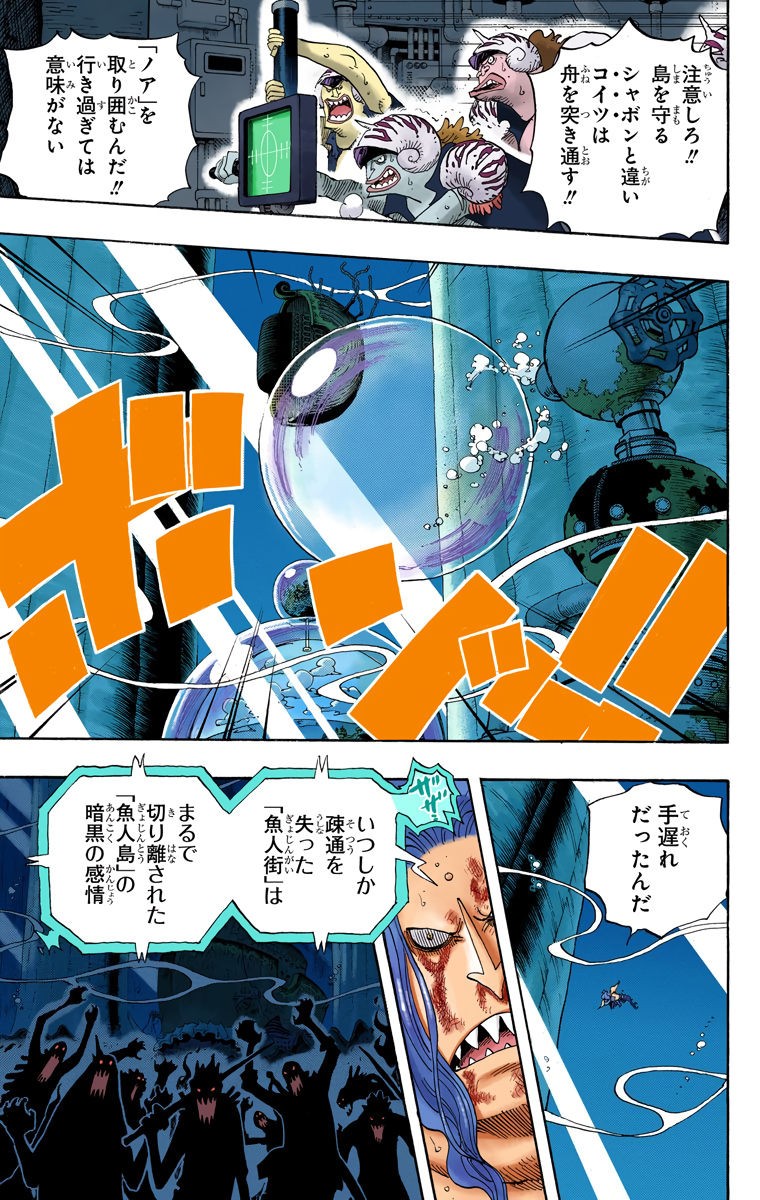 注意しろ!!
島を守る
シャボンと違い
コイツは
舟を突き通す!!
「ノア」を
取り囲むんだ!!
行き過ぎては
意味がない
ボンッ!!
手遅れ
だったんだ
ザザ…
いつしか
疎通を
失った
「魚人街」は
まるで
切り離された
「魚人島」の
暗黒の感情